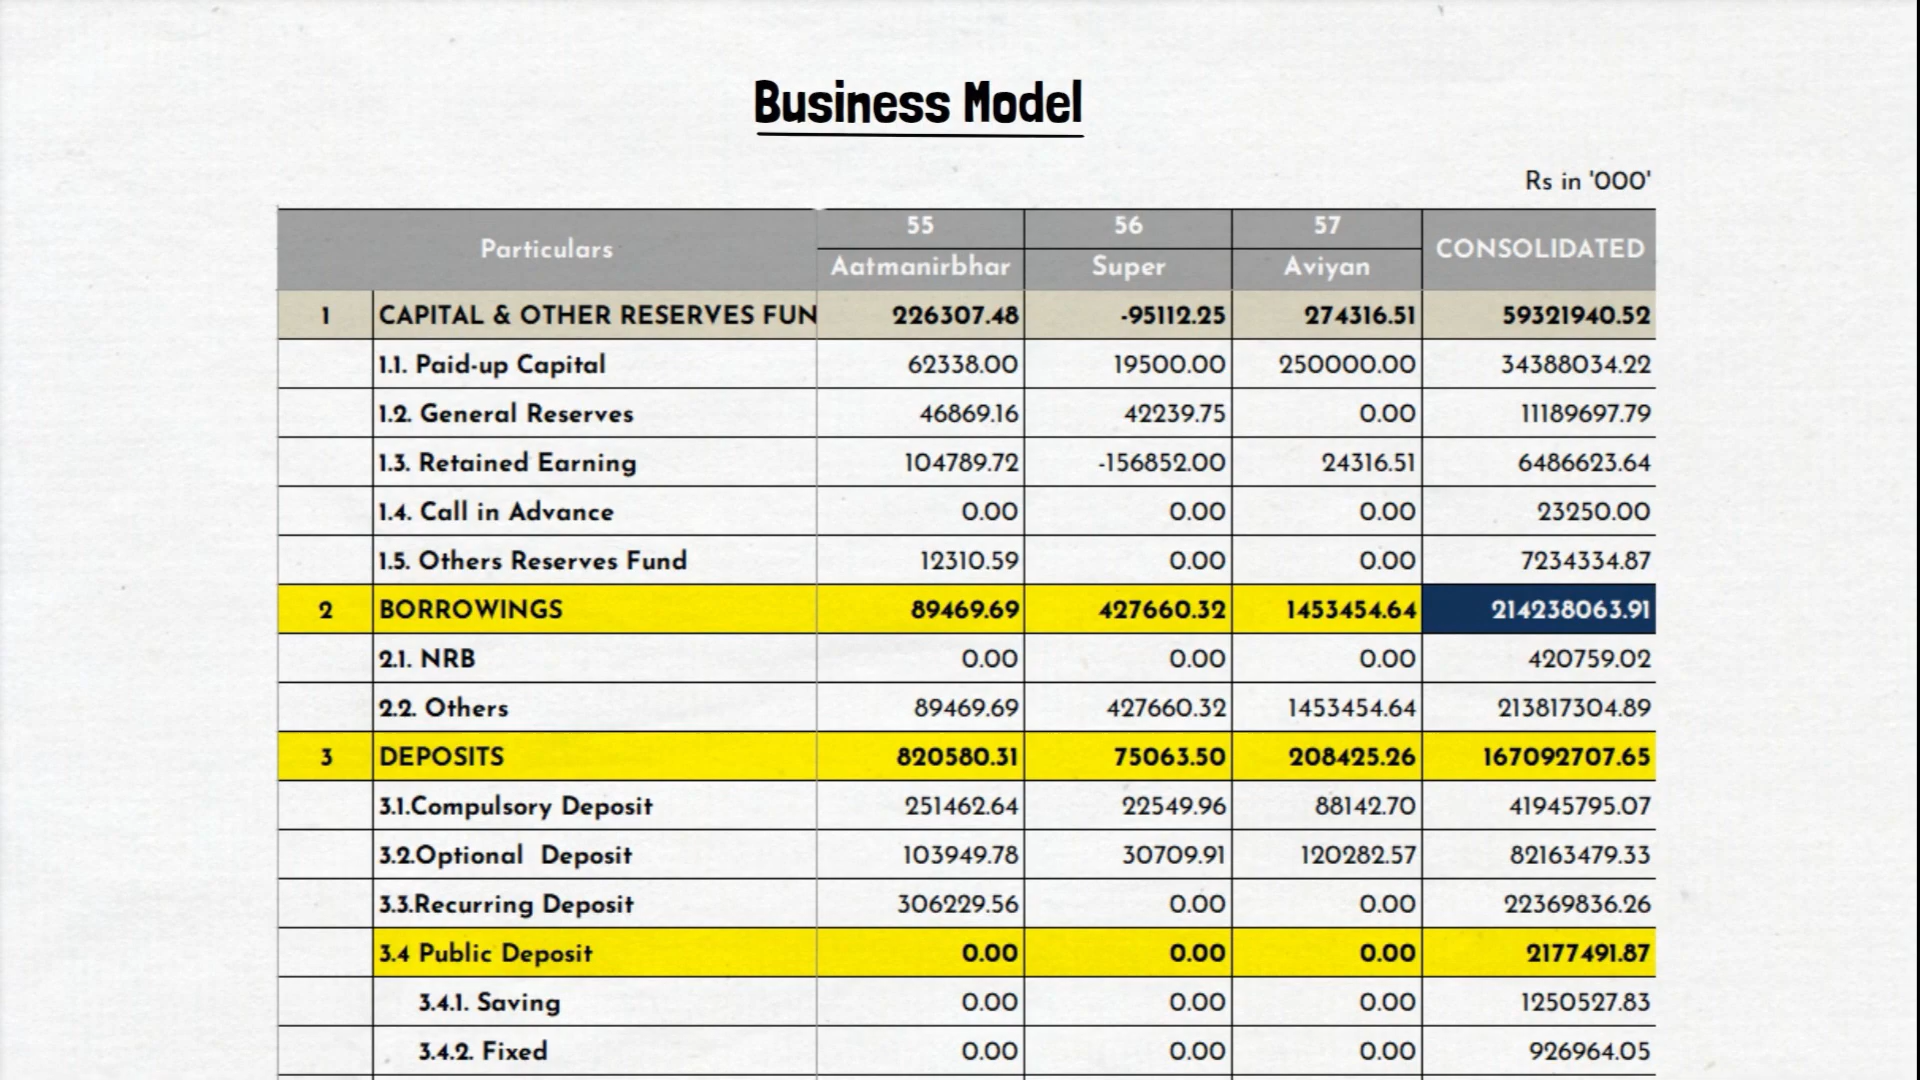 Business Model
Rs in '000'
Particulars 55 56 57 CONSOLIDATED
Aatmanirbhar Super Aviyan
1 CAPITAL & OTHER RESERVES FUN 226307.48 -95112.25 274316.51 59321940.52
1.1. Paid-up Capital 62338.00 19500.00 250000.00 34388034.22
1.2. General Reserves 46869.16 42239.75 0.00 11189697.79
1.3. Retained Earning 104789.72 -156852.00 24316.51 6486623.64
1.4. Call in Advance 0.00 0.00 0.00 23250.00
1.5. Others Reserves Fund 12310.59 0.00 0.00 7234334.87
2 BORROWINGS 89469.69 427660.32 1453454.64 214238063.91
2.1. NRB 0.00 0.00 0.00 420759.02
2.2. Others 89469.69 427660.32 1453454.64 213817304.89
3 DEPOSITS 820580.31 75063.50 208425.26 167092707.65
3.1.Compulsory Deposit 251462.64 22549.96 88142.70 41945795.07
3.2.Optional Deposit 103949.78 30709.91 120282.57 82163479.33
3.3.Recurring Deposit 306229.56 0.00 0.00 22369836.26
3.4 Public Deposit 0.00 0.00 0.00 2177491.87
3.4.1. Saving 0.00 0.00 0.00 1250527.83
3.4.2. Fixed 0.00 0.00 0.00 926964.05